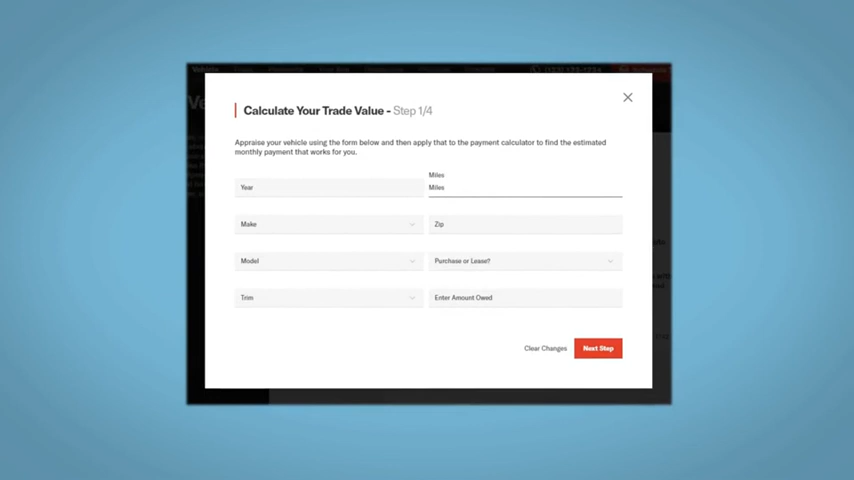 Calculate Your Trade Value - Step 1/4
Appraise your vehicle using the form below and then apply that to the payment calculator to find the estimated
monthly payment that works for you.
Miles
Year
Miles
Make
Zip
Model
Purchase or Lease?
Trim
Enter Amount Owed
Clear Changes
Next Step